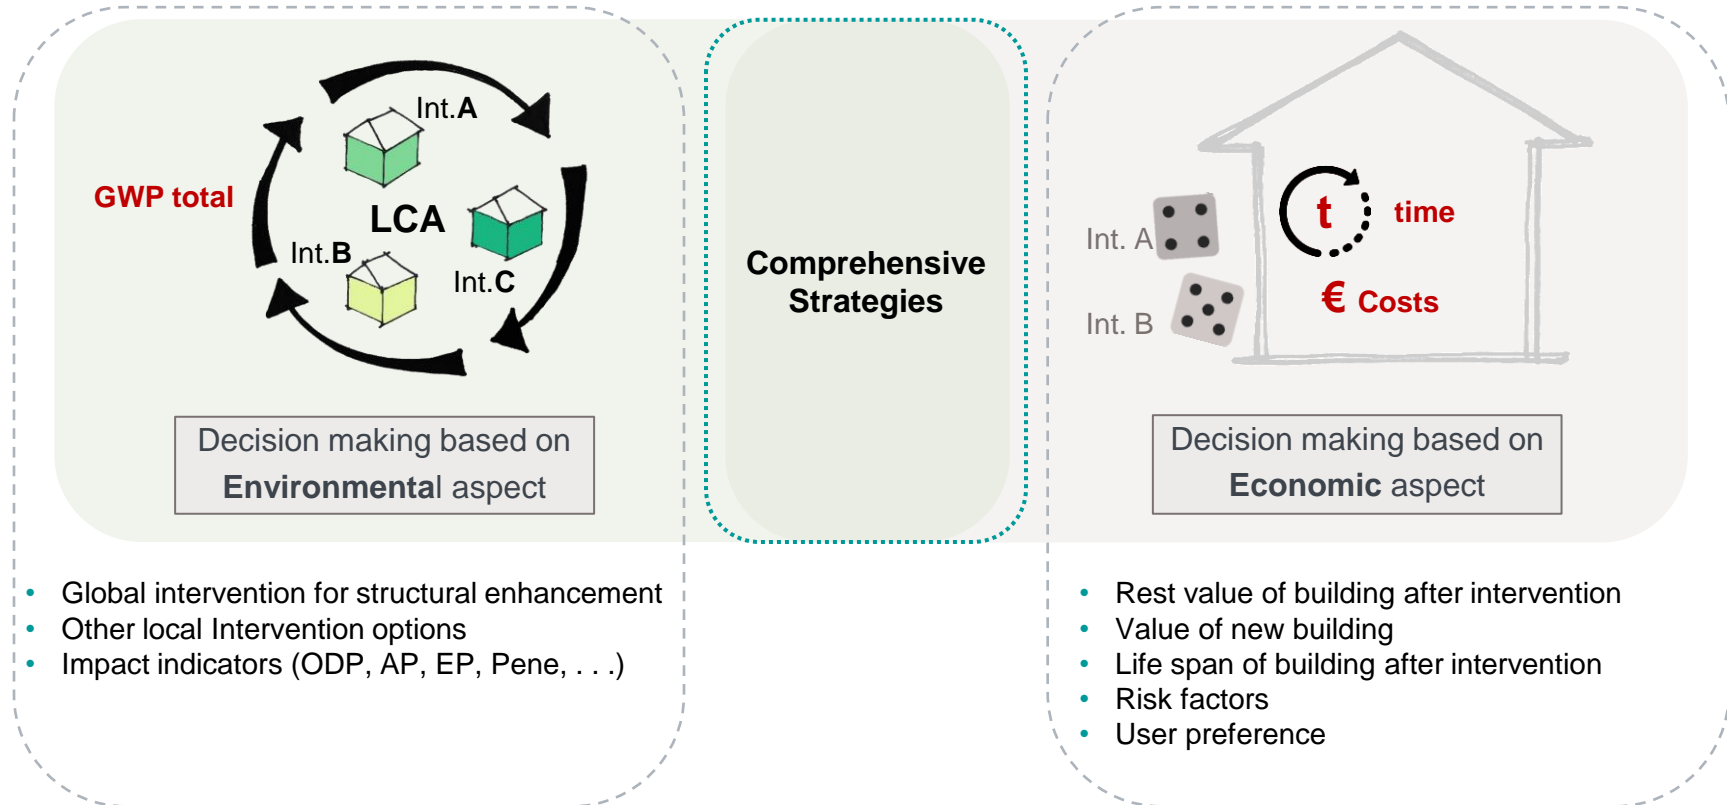 Int.A
GWP total
LCA
Int.B
Int.C
Decision making based on
Environmental aspect
• Global intervention for structural enhancement
• Other local Intervention options
• Impact indicators (ODP, AP, EP, Pene, . . .)
Comprehensive
Strategies
Int. A
t
time
€ Costs
Int. B
Decision making based on
Economic aspect
• Rest value of building after intervention
• Value of new building
• Life span of building after intervention
• Risk factors
• User preference